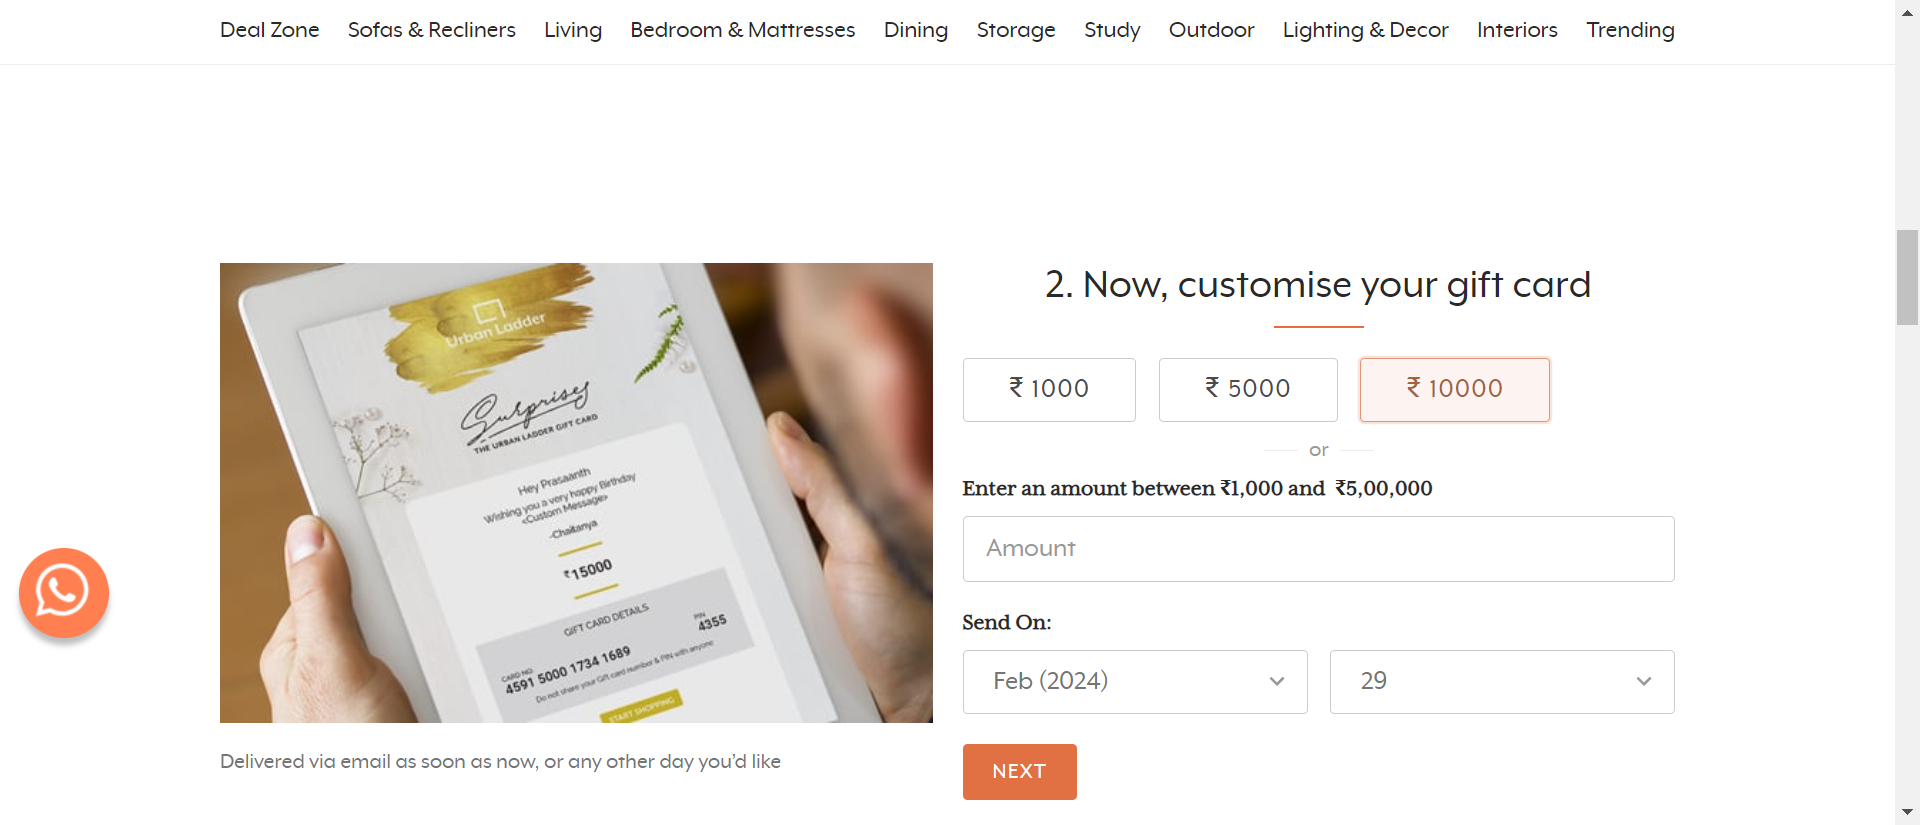 Deal Zone Sofas & Recliners Living Bedroom & Mattresses Dining Storage Study Outdoor Lighting & Decor Interiors Trending
Urban Ladder
Surprises
THE URBAN LADDER GIFT CARD
Hey Prasaanth
Wishing you a very happy Birthday
<Custom Message>
-Chaitanya
₹15000
GIFT CARD DETAILS
CARD NO. PIN
4591 5000 1734 1689 4355
Do not share your Gift card number & PIN with anyone
START SHOPPING
Delivered via email as soon as now, or any other day you’d like
2. Now, customise your gift card
₹ 1000 ₹ 5000 ₹ 10000
or
Enter an amount between ₹1,000 and ₹5,00,000
Amount
Send On:
Feb (2024) 29
NEXT